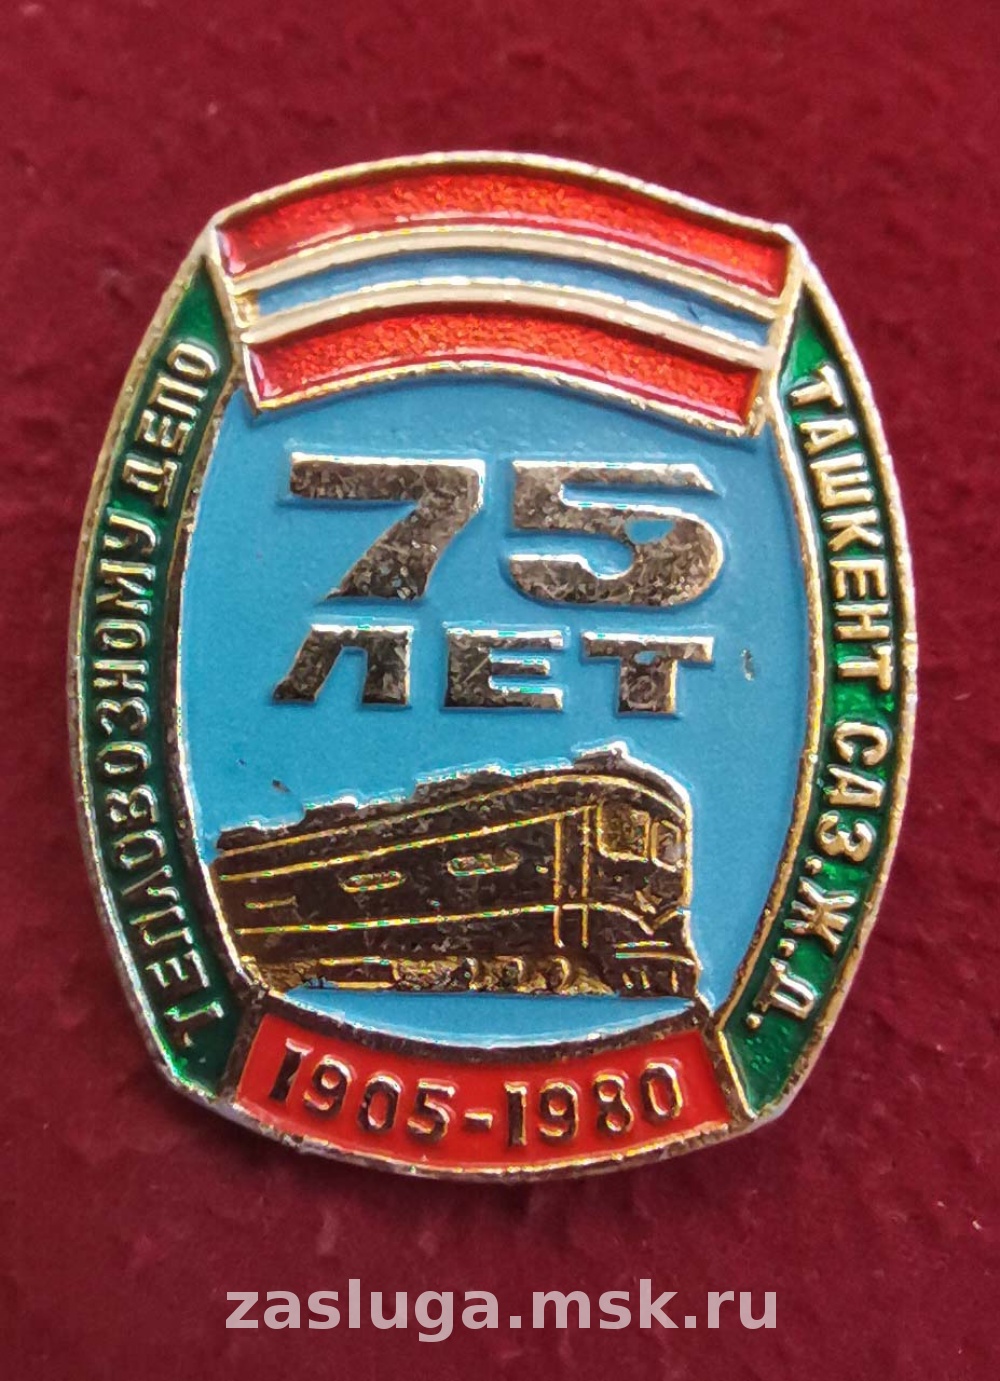 75
ЛЕТ
ТЕПЛОВОЗНОМУ ДЕПО
ТАШКЕНТ САЗ.Ж.Д.
1905-1980
zasluga.msk.ru